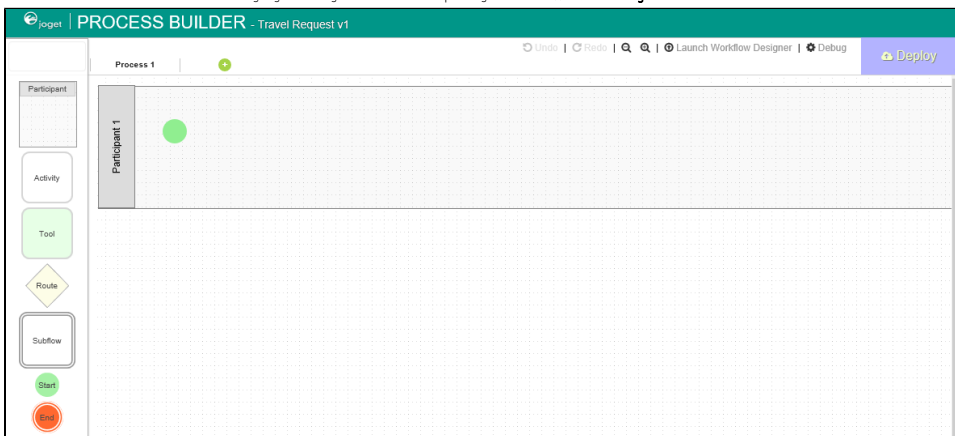 joget | PROCESS BUILDER - Travel Request v1
Undo | Redo | | Launch Workflow Designer | Debug
Deploy
Process 1
Participant
Participant 1
Activity
Tool
Route
Subflow
Start
End